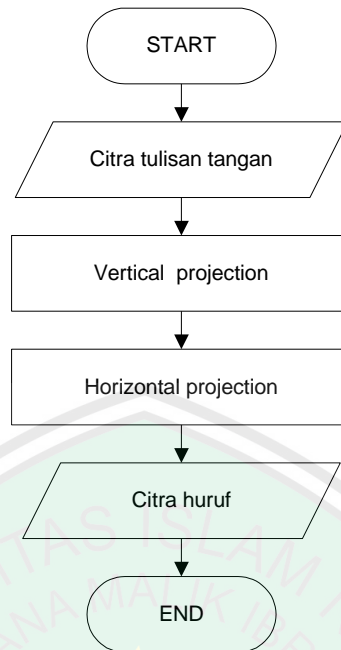 START
Citra tulisan tangan
Vertical projection
Horizontal projection
Citra huruf
END